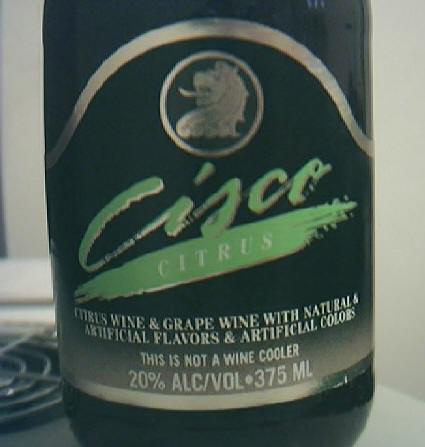 Cisco
CITRUS
CITRUS WINE & GRAPE WINE WITH NATURAL &
ARTIFICIAL FLAVORS & ARTIFICIAL COLORS
THIS IS NOT A WINE COOLER
20% ALC/VOL•375 ML